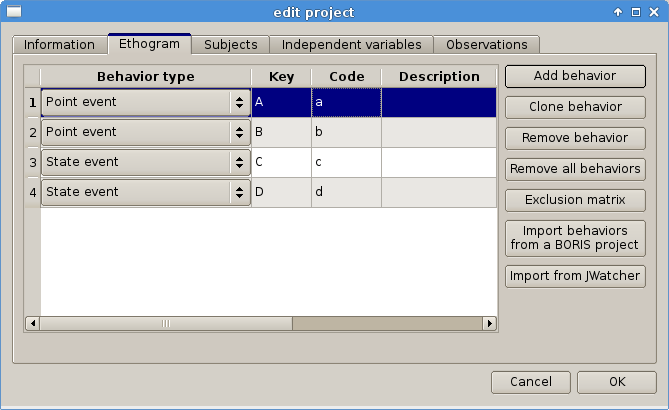 edit project
Information Ethogram Subjects Independent variables Observations
Behavior type Key Code Description
1 Point event A a
2 Point event B b
3 State event C c
4 State event D d
Add behavior
Clone behavior
Remove behavior
Remove all behaviors
Exclusion matrix
Import behaviors
from a BORIS project
Import from JWatcher
Cancel OK